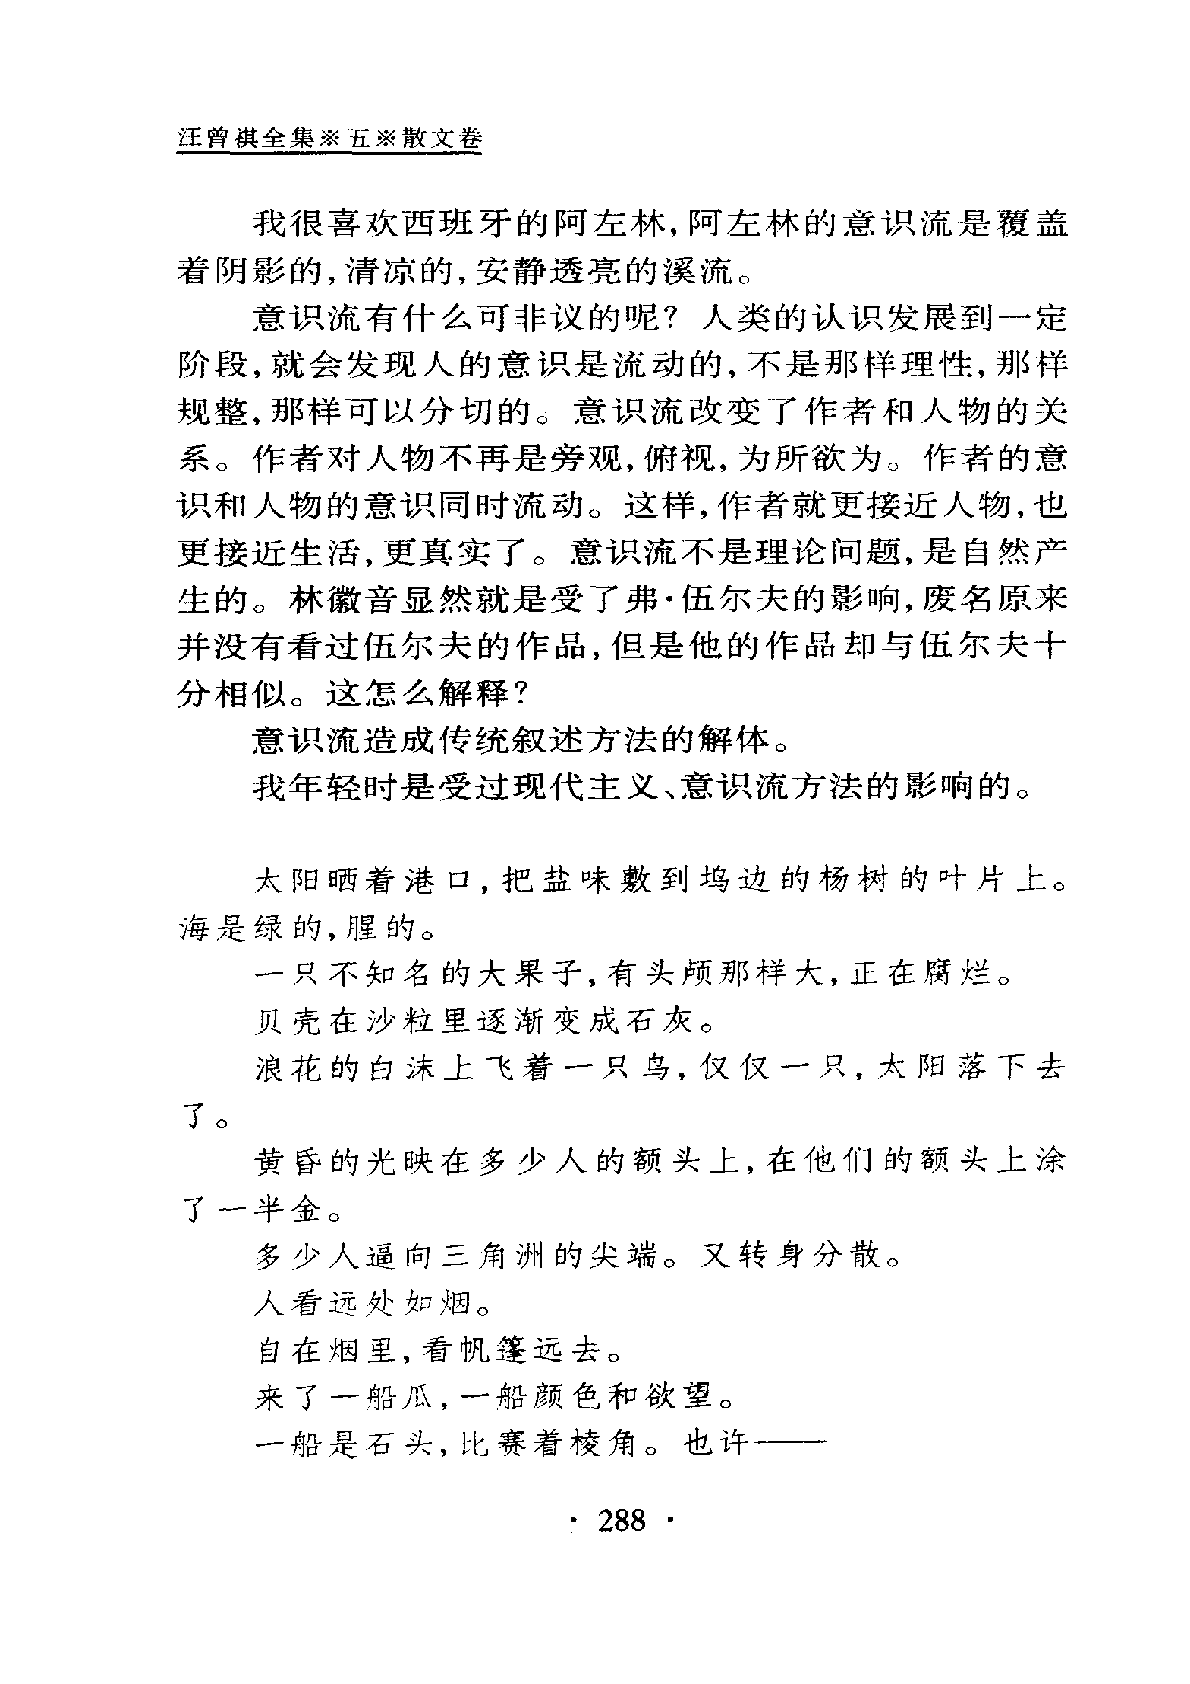 汪曾祺全集※五※散文卷
我很喜欢西班牙的阿左林,阿左林的意识流是覆盖
着阴影的,清凉的,安静透亮的溪流。
意识流有什么可非议的呢? 人类的认识发展到一定
阶段,就会发现人的意识是流动的,不是那样理性,那样
规整,那样可以分切的。意识流改变了作者和人物的关
系。作者对人物不再是旁观,俯视,为所欲为。作者的意
识和人物的意识同时流动。这样,作者就更接近人物,也
更接近生活,更真实了。意识流不是理论问题,是自然产
生的。林徽音显然就是受了弗·伍尔夫的影响,废名原来
并没有看过伍尔夫的作品,但是他的作品却与伍尔夫十
分相似。这怎么解释?
意识流造成传统叙述方法的解体。
我年轻时是受过现代主义、意识流方法的影响的。
太阳晒着港口,把盐味敷到坞边的杨树的叶片上。
海是绿的,腥的。
一只不知名的大果子,有头颅那样大,正在腐烂。
贝壳在沙粒里逐渐变成石灰。
浪花的白沫上飞着一只鸟,仅仅一只,太阳落下去
了。
黄昏的光映在多少人的额头上,在他们的额头上涂
了一半金。
多少人逼向三角洲的尖端。又转身分散。
人看远处如烟。
自在烟里,看帆篷远去。
来了一船瓜,一船颜色和欲望。
一船是石头,比赛着棱角。也许——
· 288 ·